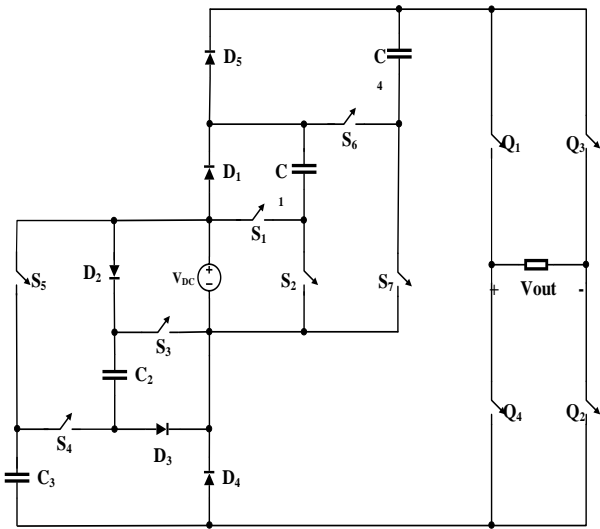 D5
C
4
S6
Q1
Q3
D1
C
1
S1
D2
S5
VDC
+
−
S2
S7
+
Vout
-
S3
C2
S4
D3
Q4
Q2
C3
D4